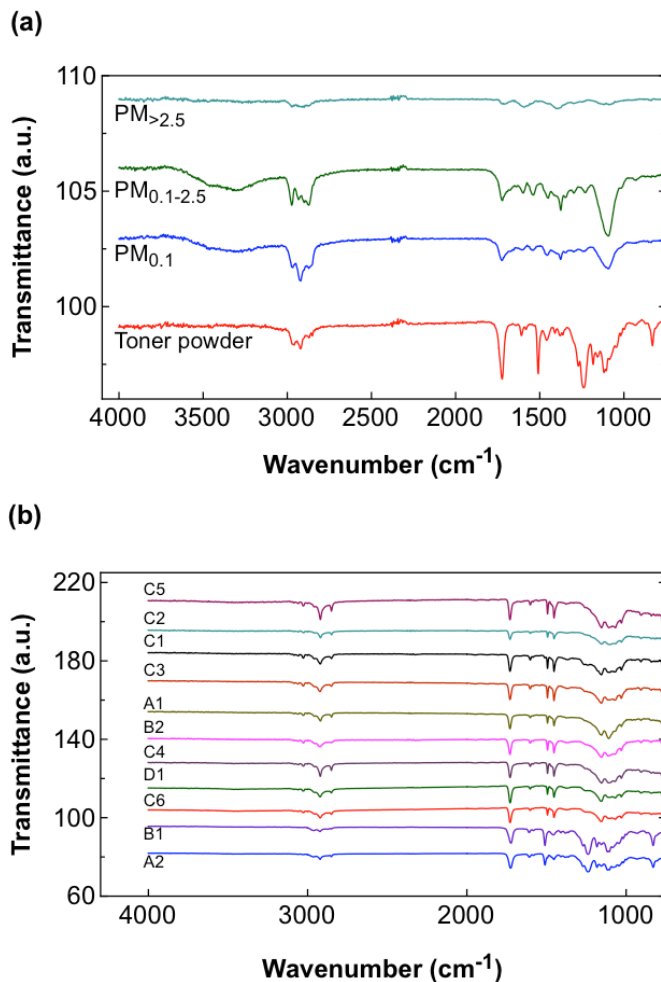 (a)
110
105
100
Transmittance (a.u.)
PM>2.5
PM0.1-2.5
PM0.1
Toner powder
4000 3500 3000 2500 2000 1500 1000
Wavenumber (cm-1)
(b)
220
180
140
100
60
Transmittance (a.u.)
C5
C2
C1
C3
A1
B2
C4
D1
C6
B1
A2
4000 3000 2000 1000
Wavenumber (cm-1)